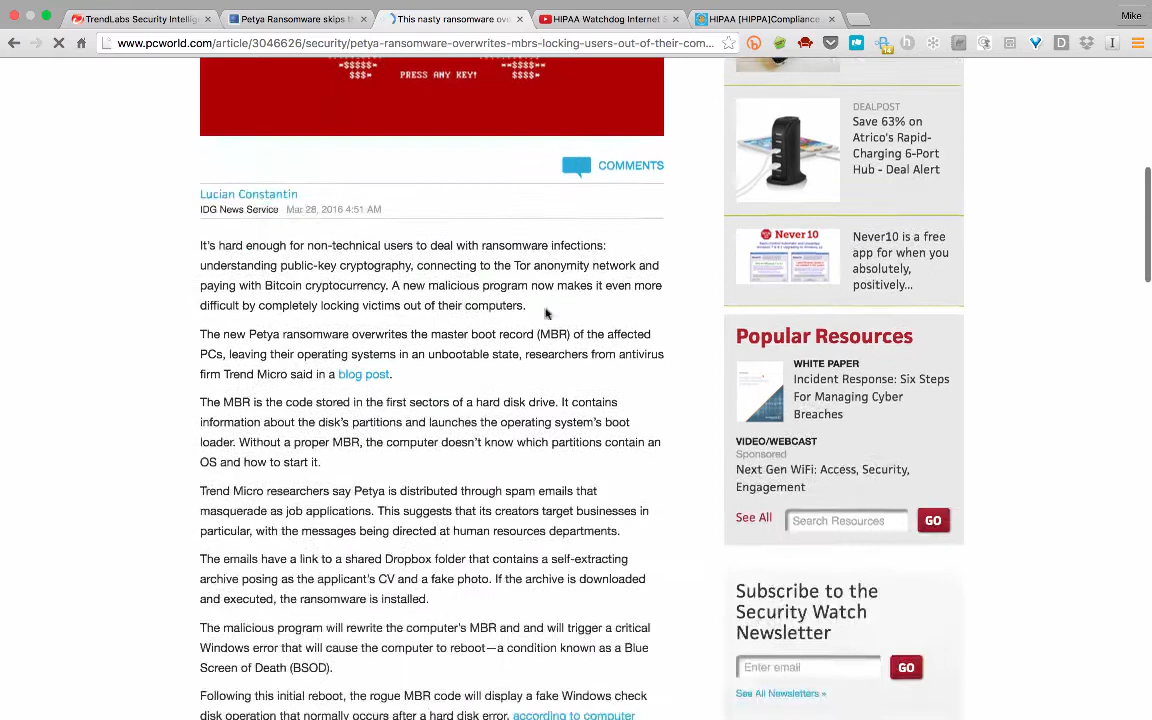 TrendLabs Security Intellig
Petya Ransomware skips th
This nasty ransomware ove
HIPAA Watchdog Internet S
HIPAA [HIPPA]Compliance
Mike
www.pcworld.com/article/3046626/security/petya-ransomware-overwrites-mbrs-locking-users-out-of-their-com...
PRESS ANY KEY!
COMMENTS
Lucian Constantin
IDG News Service Mar 28, 2016 4:51 AM
It's hard enough for non-technical users to deal with ransomware infections:
understanding public-key cryptography, connecting to the Tor anonymity network and
paying with Bitcoin cryptocurrency. A new malicious program now makes it even more
difficult by completely locking victims out of their computers.
The new Petya ransomware overwrites the master boot record (MBR) of the affected
PCs, leaving their operating systems in an unbootable state, researchers from antivirus
firm Trend Micro said in a blog post.
The MBR is the code stored in the first sectors of a hard disk drive. It contains
information about the disk's partitions and launches the operating system's boot
loader. Without a proper MBR, the computer doesn't know which partitions contain an
OS and how to start it.
Trend Micro researchers say Petya is distributed through spam emails that
masquerade as job applications. This suggests that its creators target businesses in
particular, with the messages being directed at human resources departments.
The emails have a link to a shared Dropbox folder that contains a self-extracting
archive posing as the applicant's CV and a fake photo. If the archive is downloaded
and executed, the ransomware is installed.
The malicious program will rewrite the computer's MBR and and will trigger a critical
Windows error that will cause the computer to reboot—a condition known as a Blue
Screen of Death (BSOD).
Following this initial reboot, the rogue MBR code will display a fake Windows check
disk operation that normally occurs after a hard disk error, according to computer
DEALPOST
Save 63% on
Atrico's Rapid-
Charging 6-Port
Hub - Deal Alert
Never10
Never10 is a free
app for when you
absolutely,
positively...
Popular Resources
WHITE PAPER
Incident Response: Six Steps
For Managing Cyber
Breaches
VIDEO/WEBCAST
Sponsored
Next Gen WiFi: Access, Security,
Engagement
See All
Search Resources
GO
Subscribe to the
Security Watch
Newsletter
Enter email
GO
See All Newsletters »